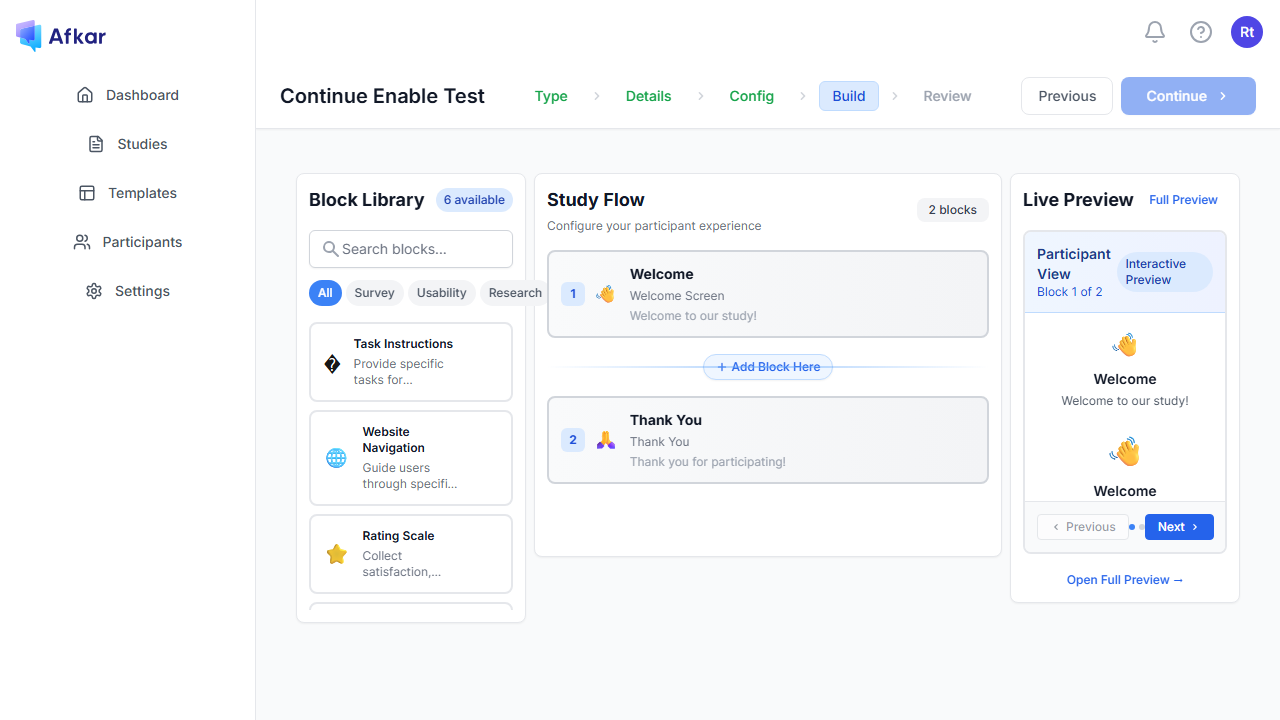 Afkar
Rt
Dashboard
Studies
Templates
Participants
Settings
Continue Enable Test
Type
Details
Config
Build
Review
Previous
Continue
Block Library
6 available
Search blocks...
All
Survey
Usability
Research
Task Instructions
Provide specific
tasks for...
Website
Navigation
Guide users
through specifi...
Rating Scale
Collect
satisfaction,...
Study Flow
Configure your participant experience
2 blocks
1
Welcome
Welcome Screen
Welcome to our study!
+ Add Block Here
2
Thank You
Thank You
Thank you for participating!
Live Preview
Full Preview
Participant
View
Block 1 of 2
Interactive
Preview
Welcome
Welcome to our study!
Welcome
Previous
Next
Open Full Preview →